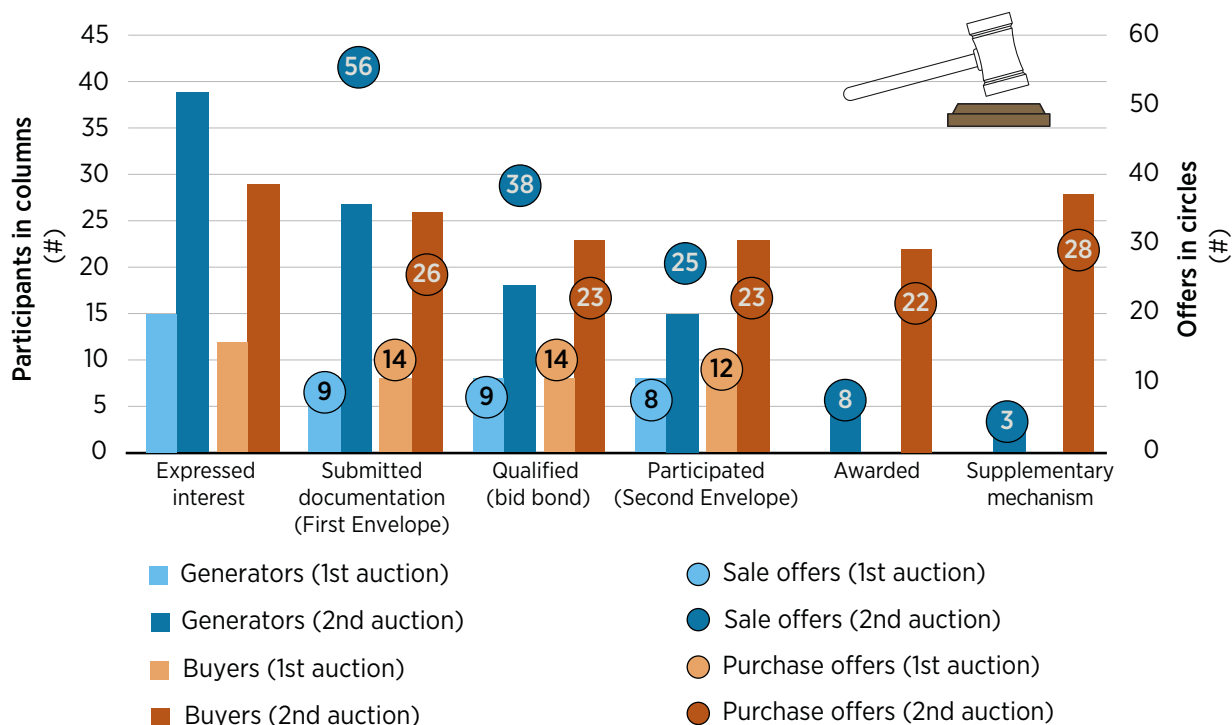 45
40
35
30
25
20
15
10
5
0
Participants in columns
(#)
60
50
40
30
20
10
0
Offers in circles
(#)
56
38
25
26
23
23
22
28
14
14
12
9
9
8
8
3
Expressed
interest
Submitted
documentation
(First Envelope)
Qualified
(bid bond)
Participated
(Second Envelope)
Awarded
Supplementary
mechanism
Generators (1st auction)
Generators (2nd auction)
Buyers (1st auction)
Buyers (2nd auction)
Sale offers (1st auction)
Sale offers (2nd auction)
Purchase offers (1st auction)
Purchase offers (2nd auction)